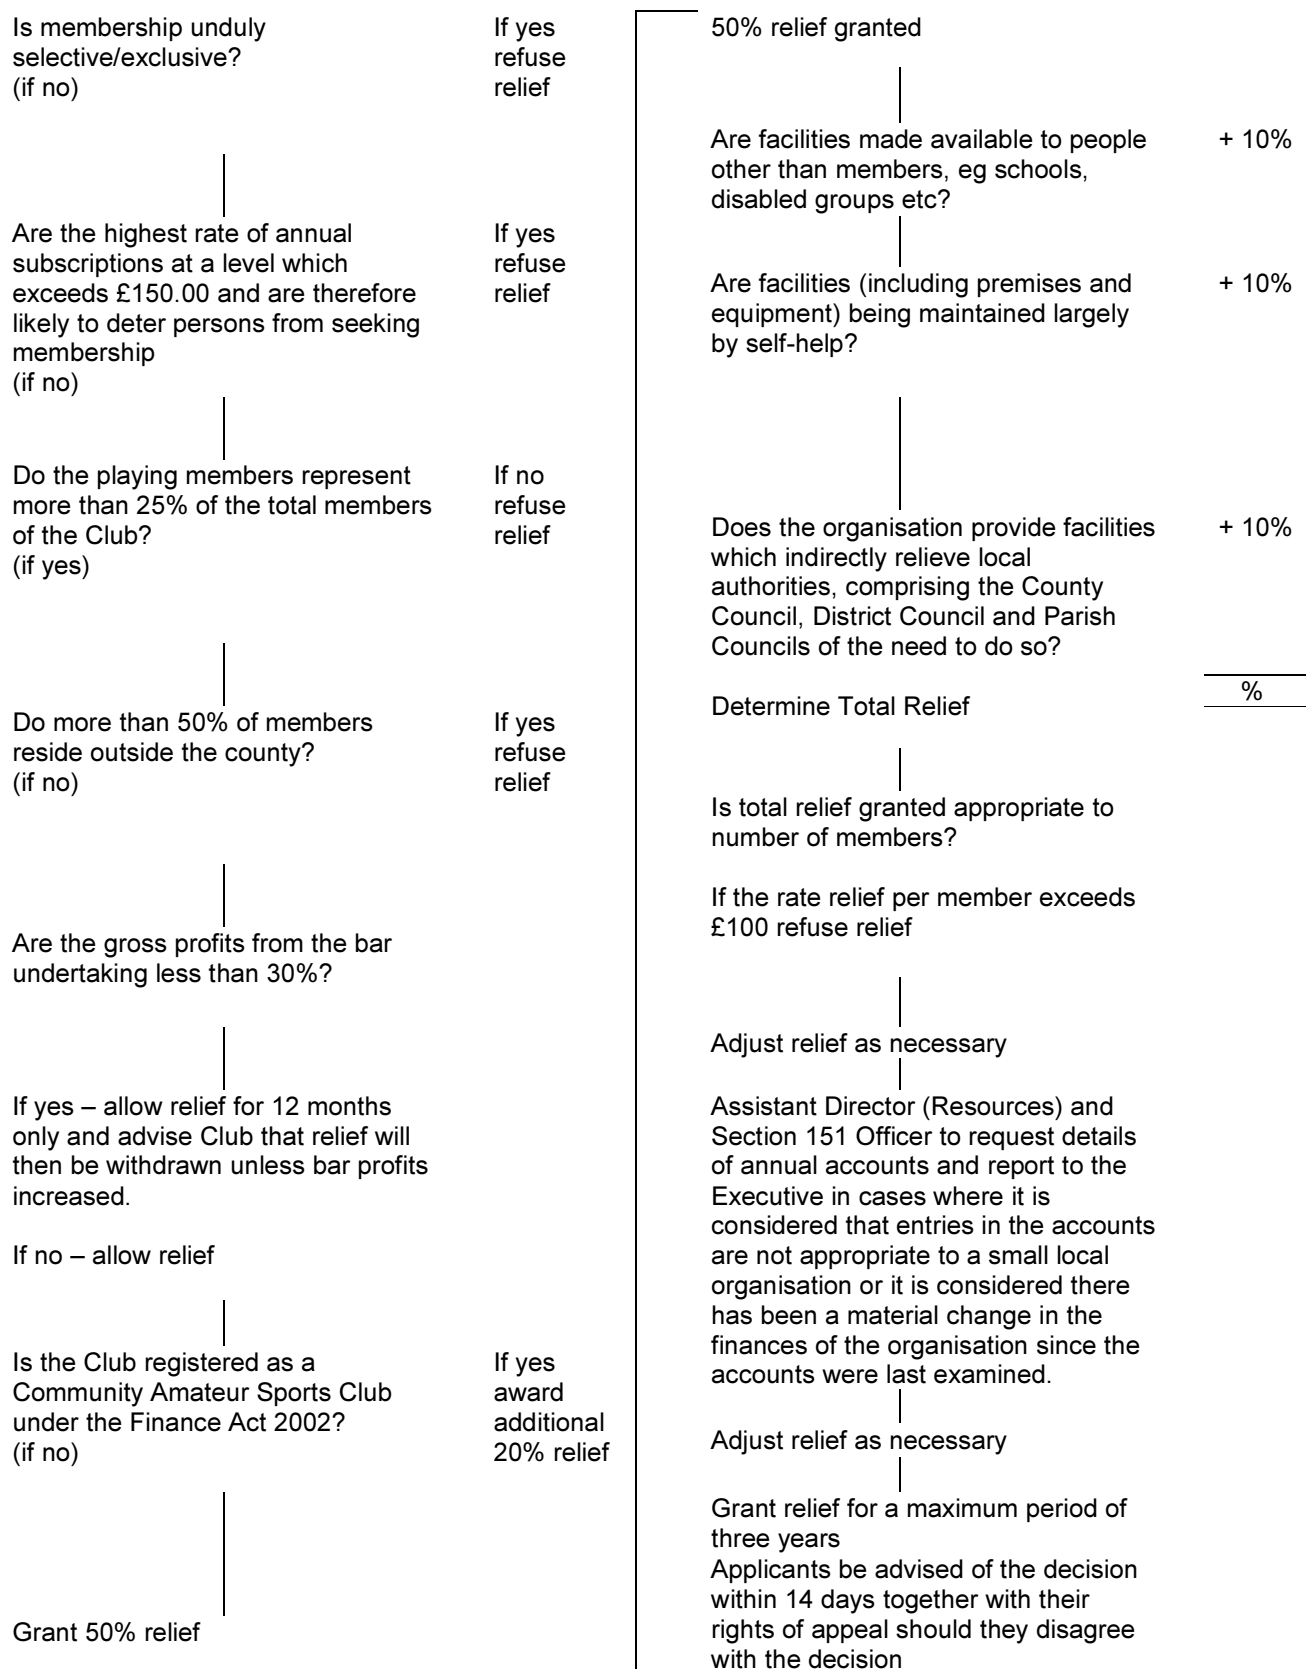 Is membership unduly
selective/exclusive?
(if no)
If yes
refuse
relief
Are the highest rate of annual
subscriptions at a level which
exceeds £150.00 and are therefore
likely to deter persons from seeking
membership
(if no)
If yes
refuse
relief
Do the playing members represent
more than 25% of the total members
of the Club?
(if yes)
If no
refuse
relief
Do more than 50% of members
reside outside the county?
(if no)
If yes
refuse
relief
Are the gross profits from the bar
undertaking less than 30%?
If yes – allow relief for 12 months
only and advise Club that relief will
then be withdrawn unless bar profits
increased.
If no – allow relief
Is the Club registered as a
Community Amateur Sports Club
under the Finance Act 2002?
(if no)
If yes
award
additional
20% relief
Grant 50% relief
50% relief granted
Are facilities made available to people
other than members, eg schools,
disabled groups etc?
+ 10%
Are facilities (including premises and
equipment) being maintained largely
by self-help?
+ 10%
Does the organisation provide facilities
which indirectly relieve local
authorities, comprising the County
Council, District Council and Parish
Councils of the need to do so?
+ 10%
Determine Total Relief
%
Is total relief granted appropriate to
number of members?
If the rate relief per member exceeds
£100 refuse relief
Adjust relief as necessary
Assistant Director (Resources) and
Section 151 Officer to request details
of annual accounts and report to the
Executive in cases where it is
considered that entries in the accounts
are not appropriate to a small local
organisation or it is considered there
has been a material change in the
finances of the organisation since the
accounts were last examined.
Adjust relief as necessary
Grant relief for a maximum period of
three years
Applicants be advised of the decision
within 14 days together with their
rights of appeal should they disagree
with the decision